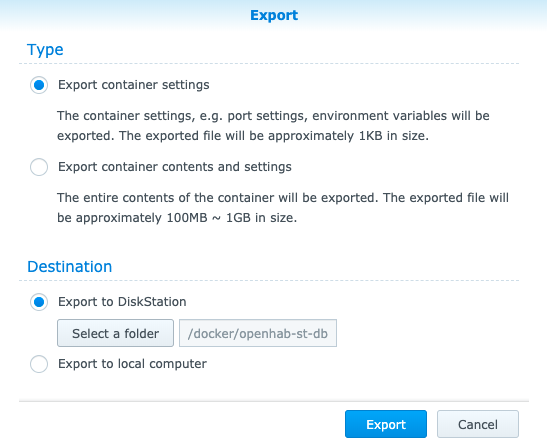 Export
Type
Export container settings
The container settings, e.g. port settings, environment variables will be
exported. The exported file will be approximately 1KB in size.
Export container contents and settings
The entire contents of the container will be exported. The exported file will
be approximately 100MB ~ 1GB in size.
Destination
Export to DiskStation
Select a folder /docker/openhab-st-db
Export to local computer
Export Cancel